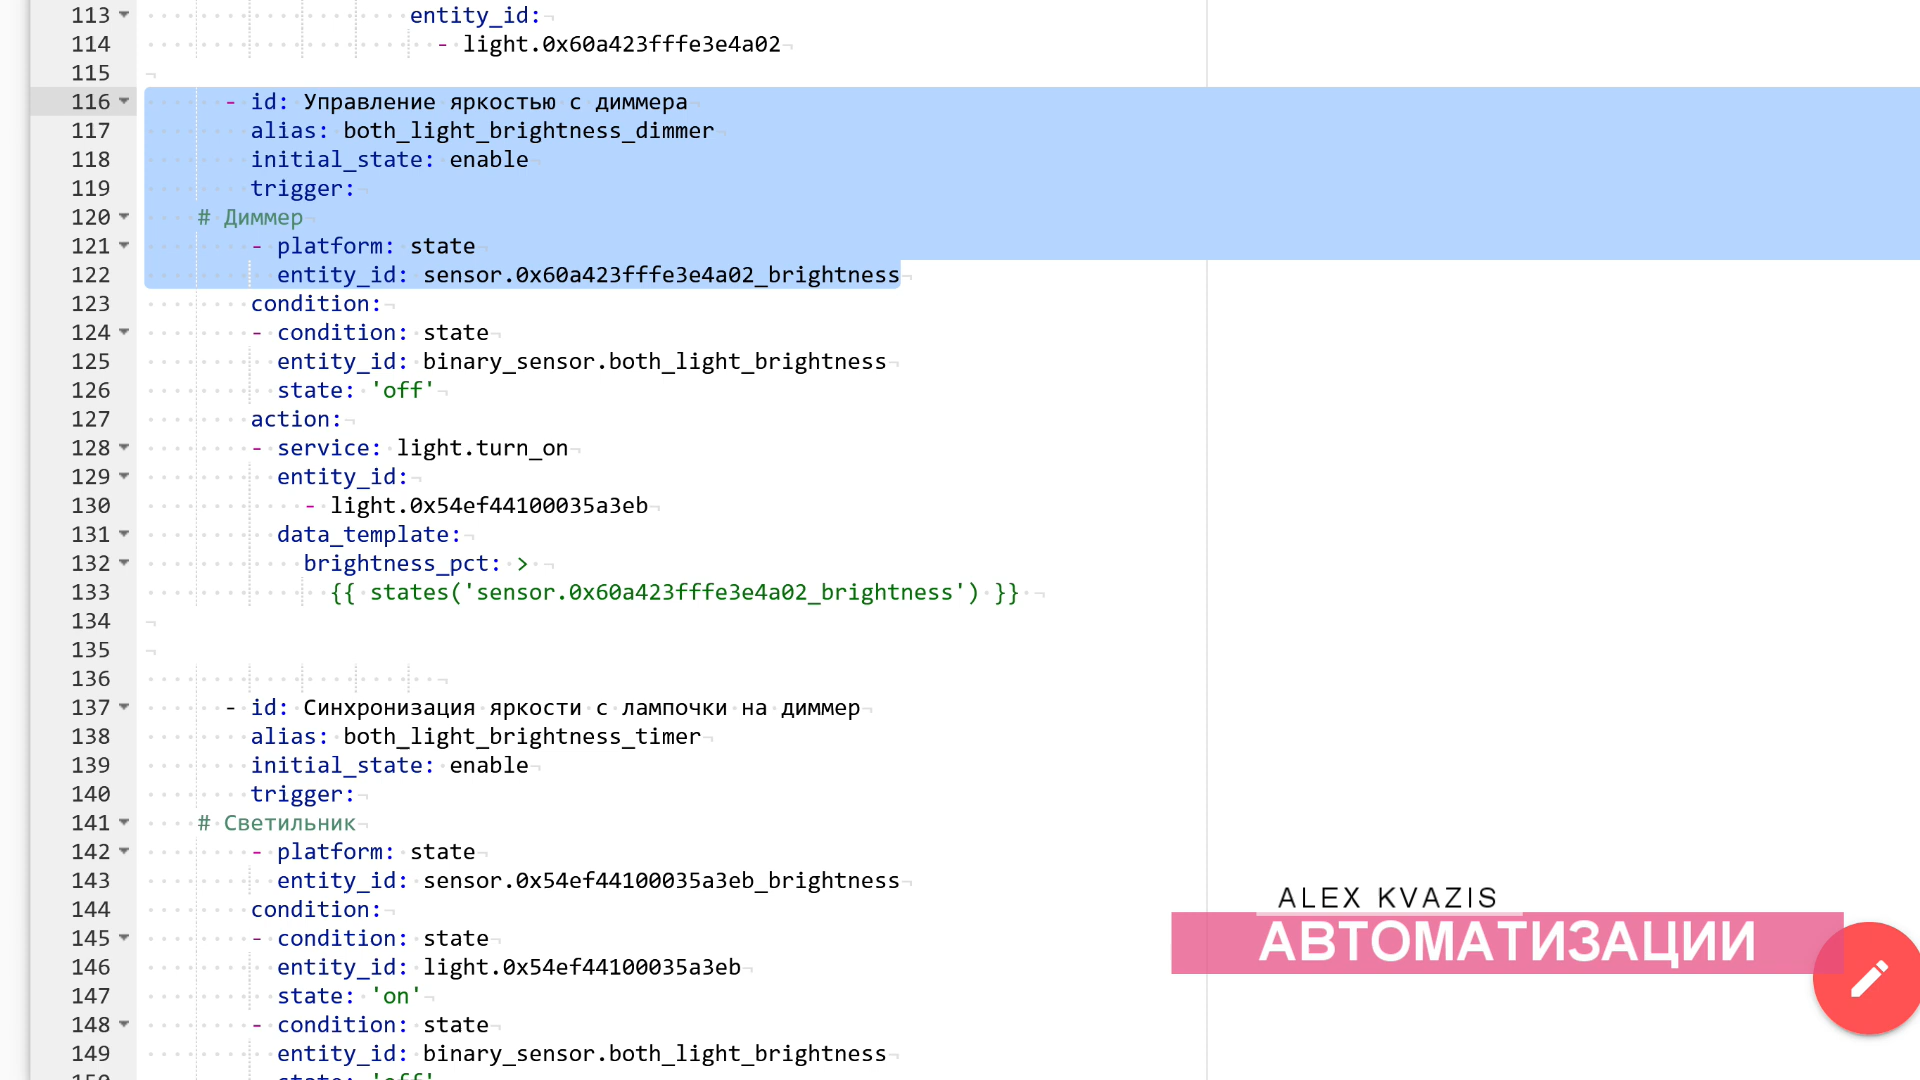 113 entity_id:
114 - light.0x60a423fffe3e4a02
115
116 - id: Управление яркостью с диммера
117 alias: both_light_brightness_dimmer
118 initial_state: enable
119 trigger:
120 # Диммер
121 - platform: state
122 entity_id: sensor.0x60a423fffe3e4a02_brightness
123 condition:
124 - condition: state
125 entity_id: binary_sensor.both_light_brightness
126 state: 'off'
127 action:
128 - service: light.turn_on
129 entity_id:
130 - light.0x54ef44100035a3eb
131 data_template:
132 brightness_pct: >
133 {{ states('sensor.0x60a423fffe3e4a02_brightness') }}
134
135
136
137 - id: Синхронизация яркости с лампочки на диммер
138 alias: both_light_brightness_timer
139 initial_state: enable
140 trigger:
141 # Светильник
142 - platform: state
143 entity_id: sensor.0x54ef44100035a3eb_brightness
144 condition:
145 - condition: state
146 entity_id: light.0x54ef44100035a3eb
147 state: 'on'
148 - condition: state
149 entity_id: binary_sensor.both_light_brightness
150 state: 'off'
ALEX KVAZIS
АВТОМАТИЗАЦИИ